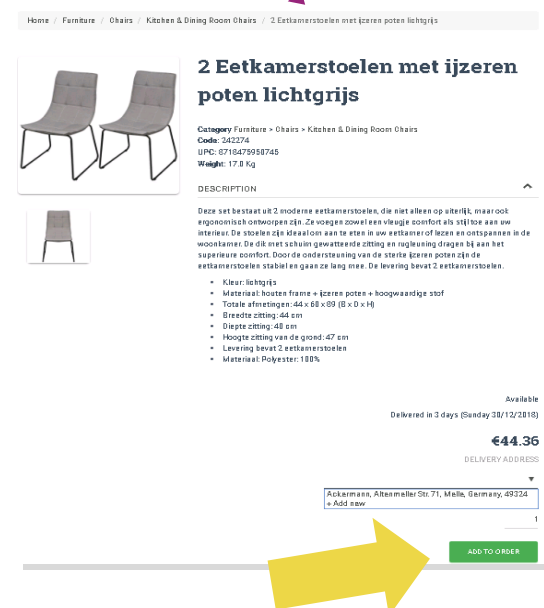 Home / Furniture / Chairs / Kitchen & Dining Room Chairs / 2 Eetkamerstoelen met ijzeren poten lichtgrijs
2 Eetkamerstoelen met ijzeren
poten lichtgrijs
Category Furniture > Chairs > Kitchen & Dining Room Chairs
Code: 242274
UPC: 8718475950745
Weight: 17.0 Kg
DESCRIPTION
Deze set bestaat uit 2 moderne eetkamerstoelen, die niet alleen op uiterlijk, maar ook
ergonomisch ontworpen zijn. Ze voegen zowel een vleugje comfort als stijl toe aan uw
interieur. De stoelen zijn ideaal om aan te eten in uw eetkamer of lezen en ontspannen in de
woonkamer. De dik met schuim gewatteerde zitting en rugleuning dragen bij aan het
superieure comfort. Door de ondersteuning van de sterke ijzeren poten zijn de
eetkamerstoelen stabiel en gaan ze lang mee. De levering bevat 2 eetkamerstoelen.
• Kleur: lichtgrijs
• Materiaal: houten frame + ijzeren poten + hoogwaardige stof
• Totale afmetingen: 44 x 60 x 89 (B x D x H)
• Breedte zitting: 44 cm
• Diepte zitting: 40 cm
• Hoogte zitting van de grond: 47 cm
• Levering bevat 2 eetkamerstoelen
• Materiaal: Polyester: 100%
Available
Delivered in 3 days (Sunday 30/12/2018)
€44.36
DELIVERY ADDRESS
Ackermann, Altenmeller Str. 71, Melle, Germany, 49324
+ Add new
1
ADD TO ORDER